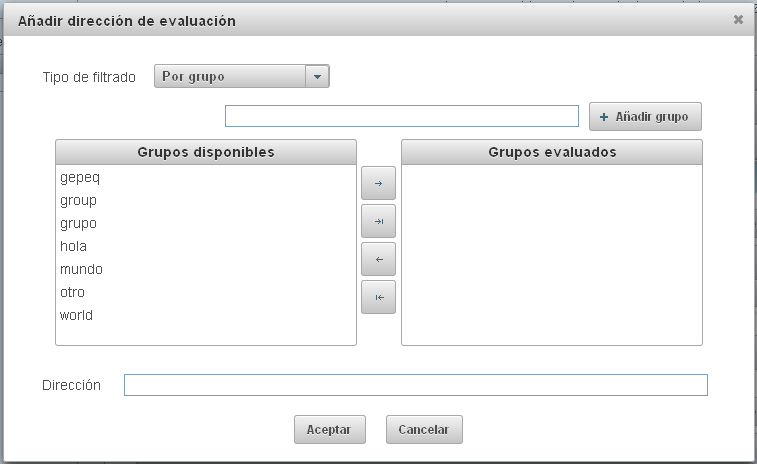 Añadir dirección de evaluación
Tipo de filtrado
Por grupo
Añadir grupo
Grupos disponibles
Grupos evaluados
gepeq
group
grupo
hola
mundo
otro
world
Dirección
Aceptar
Cancelar